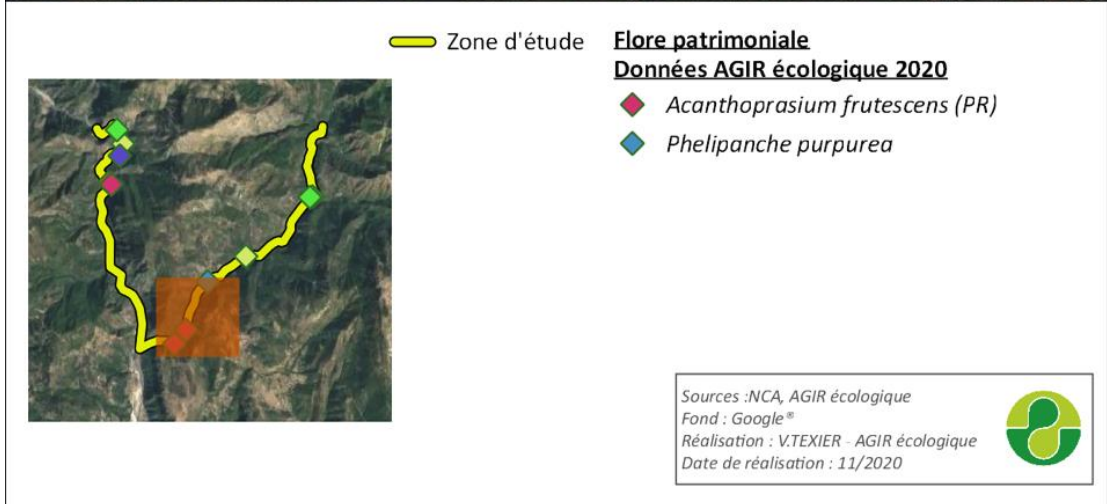 Zone d'étude
Flore patrimoniale
Données AGIR écologique 2020
Acanthoprasium frutescens (PR)
Phelipanche purpurea
Sources :NCA, AGIR écologique
Fond : Google®
Réalisation : V.TEXIER - AGIR écologique
Date de réalisation : 11/2020